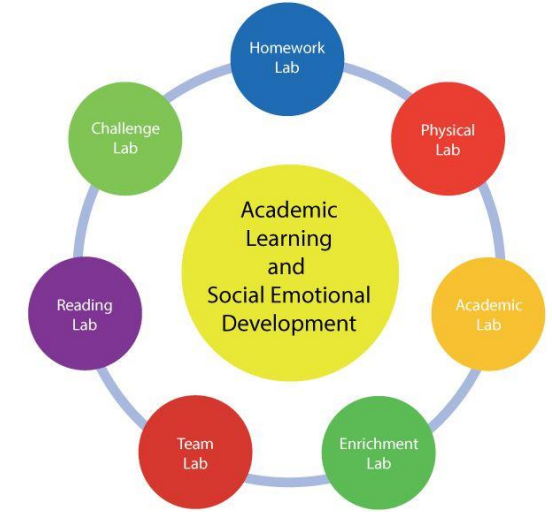 Homework
Lab
Physical
Lab
Academic
Lab
Enrichment
Lab
Team
Lab
Reading
Lab
Challenge
Lab
Academic
Learning
and
Social Emotional
Development